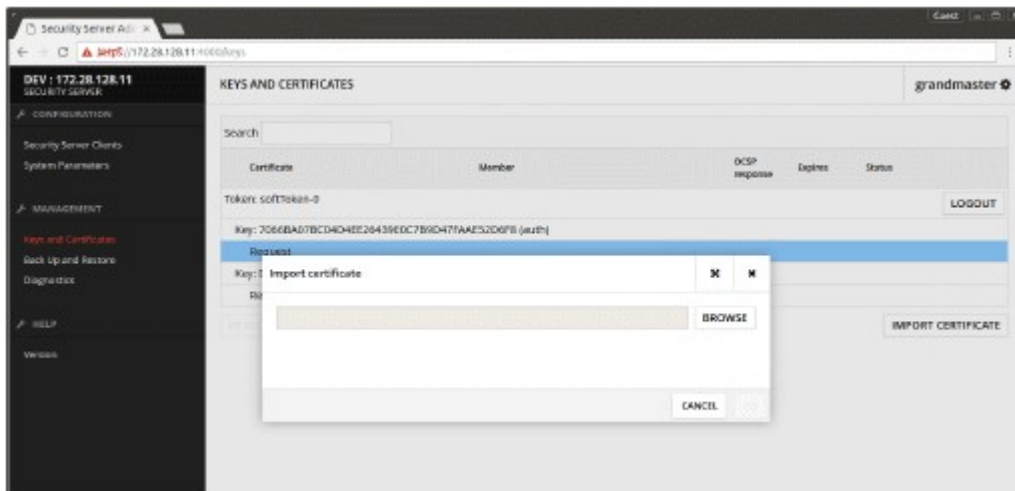 Security Server Ad
Guest
https://172.28.128.11:4000/keys
DEV : 172.28.128.11
SECURITY SERVER
KEYS AND CERTIFICATES
grandmaster
CONFIGURATION
Security Server Clients
System Parameters
MANAGEMENT
Keys and Certificates
Back Up and Restore
Diagnostics
HELP
Version
Search
Certificate Member OCSP response Expires Status
Token: softToken-0
LOGOUT
Key: (auth)
Request
Key:
Import certificate
BROWSE
IMPORT CERTIFICATE
CANCEL